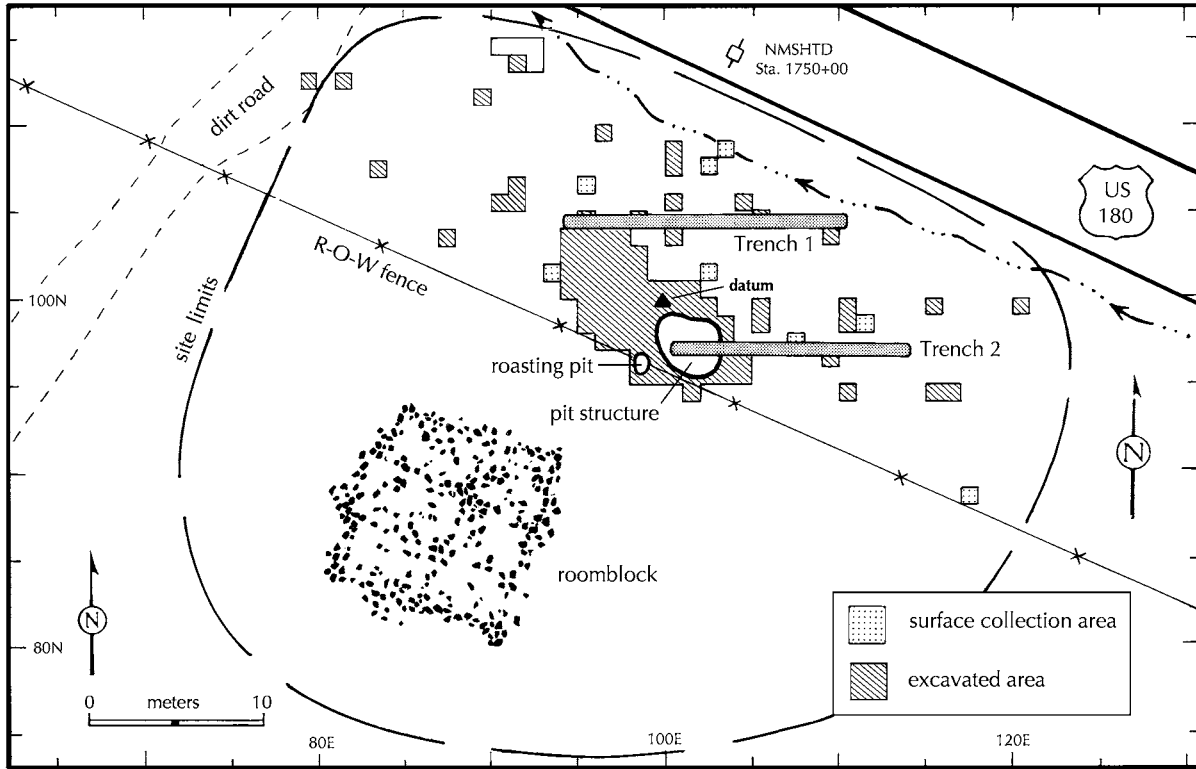 NMSHTD
Sta. 1750+00
dirt road
US
180
R-O-W fence
Trench 1
site limits
100N
datum
Trench 2
roasting pit
pit structure
N
roomblock
N
80N
surface collection area
excavated area
0 meters 10
80E
100E
120E